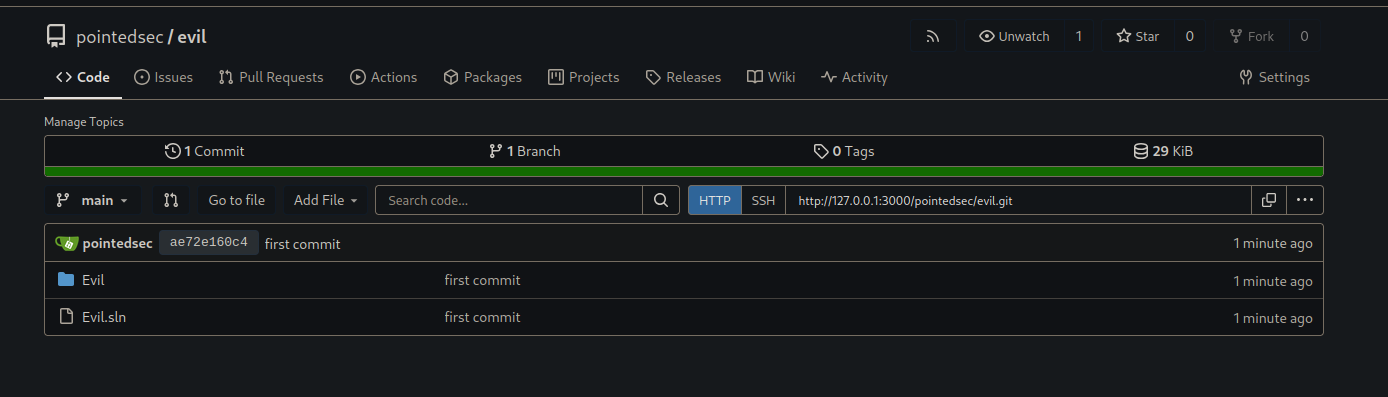 pointedsec / evil Unwatch 1 Star 0 Fork 0
Code Issues Pull Requests Actions Packages Projects Releases Wiki Activity Settings
Manage Topics
1 Commit 1 Branch 0 Tags 29 KiB
main Go to file Add File Search code... HTTP SSH http://127.0.0.1:3000/pointedsec/evil.git
pointedsec ae72e160c4 first commit 1 minute ago
Evil first commit 1 minute ago
Evil.sln first commit 1 minute ago